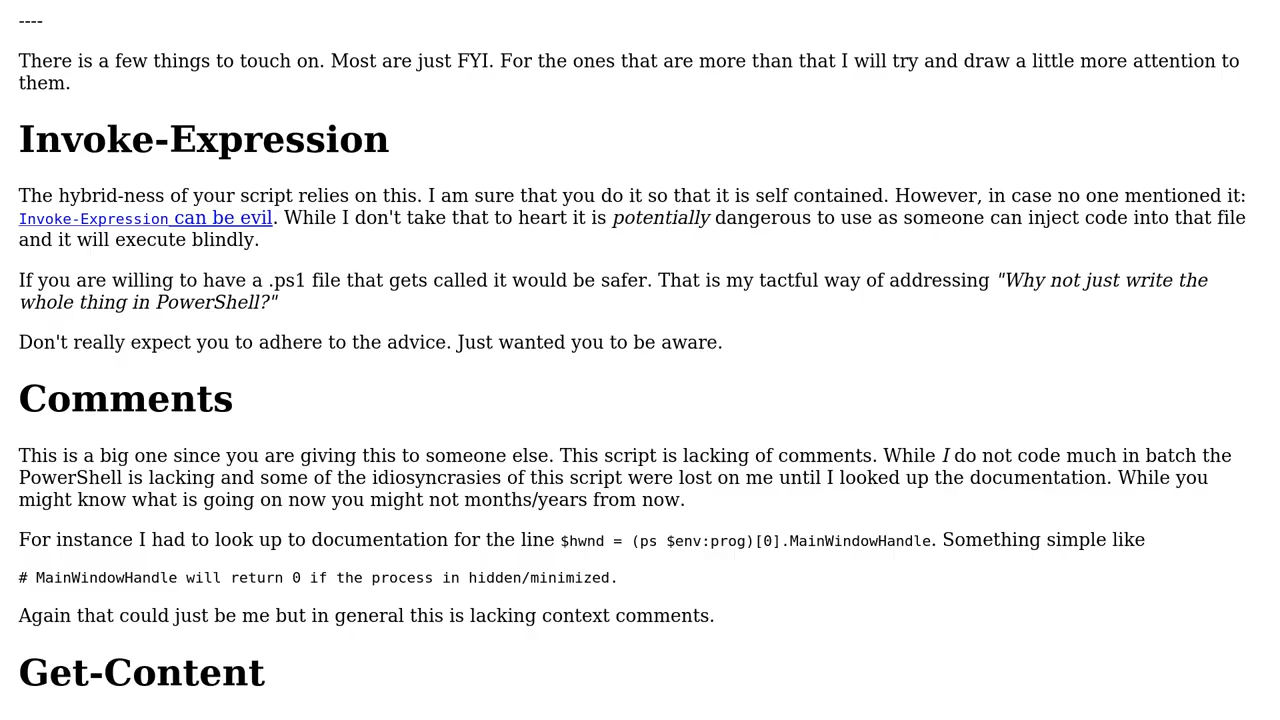 ----
There is a few things to touch on. Most are just FYI. For the ones that are more than that I will try and draw a little more attention to
them.
Invoke-Expression
The hybrid-ness of your script relies on this. I am sure that you do it so that it is self contained. However, in case no one mentioned it:
Invoke-Expression can be evil. While I don't take that to heart it is potentially dangerous to use as someone can inject code into that file
and it will execute blindly.
If you are willing to have a .ps1 file that gets called it would be safer. That is my tactful way of addressing "Why not just write the
whole thing in PowerShell?"
Don't really expect you to adhere to the advice. Just wanted you to be aware.
Comments
This is a big one since you are giving this to someone else. This script is lacking of comments. While I do not code much in batch the
PowerShell is lacking and some of the idiosyncrasies of this script were lost on me until I looked up the documentation. While you
might know what is going on now you might not months/years from now.
For instance I had to look up to documentation for the line $hwnd = (ps $env:prog)[0].MainWindowHandle. Something simple like
# MainWindowHandle will return 0 if the process in hidden/minimized.
Again that could just be me but in general this is lacking context comments.
Get-Content